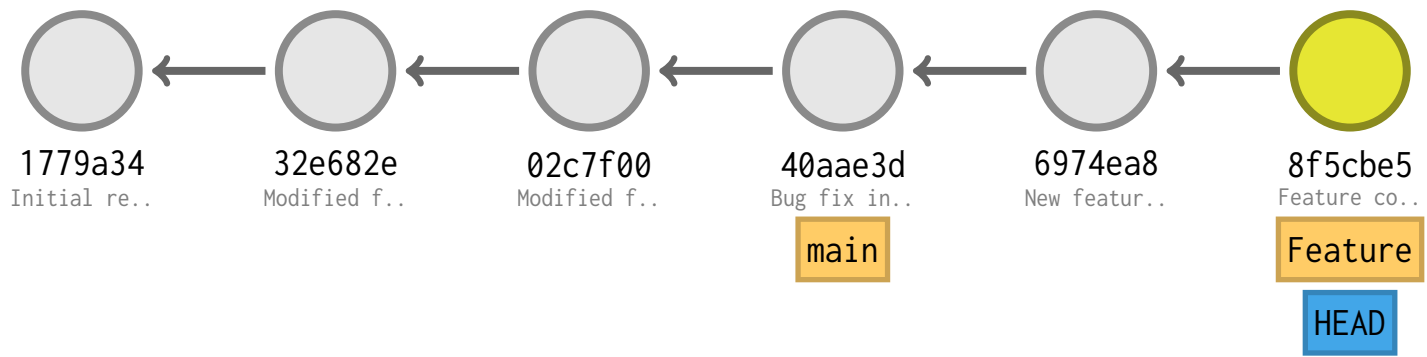 1779a34 32e682e 02c7f00 40aae3d 6974ea8 8f5cbe5
Initial re.. Modified f.. Modified f.. Bug fix in.. New featur.. Feature co..
main Feature
HEAD